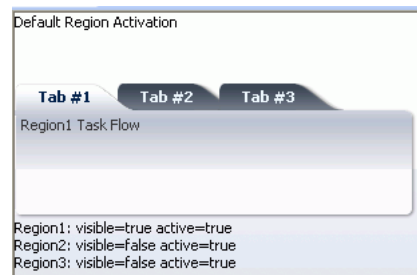 Default Region Activation
Tab #1 Tab #2 Tab #3
Region1 Task Flow
Region1: visible=true active=true
Region2: visible=false active=true
Region3: visible=false active=true